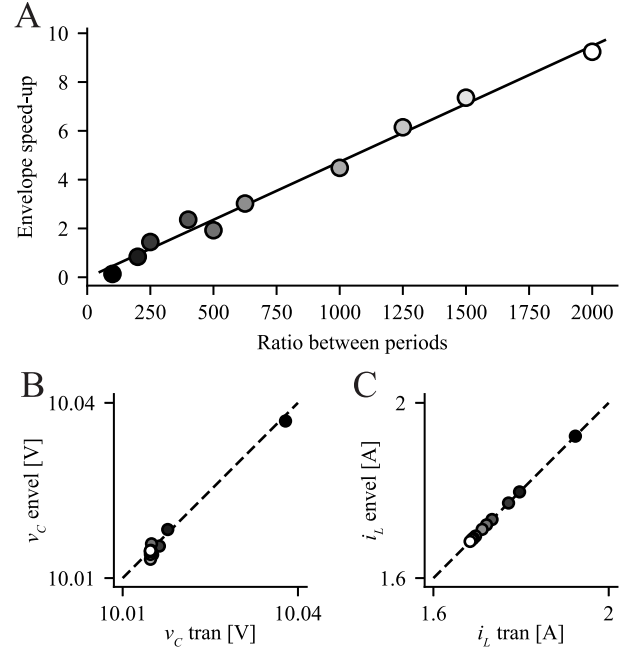 A
10
8
6
4
2
0
Envelope speed-up
0 250 500 750 1000 1250 1500 1750 2000
Ratio between periods
B
10.04
10.01
v_C envel [V]
10.01 10.04
v_C tran [V]
C
2
1.6
i_L envel [A]
1.6 2
i_L tran [A]